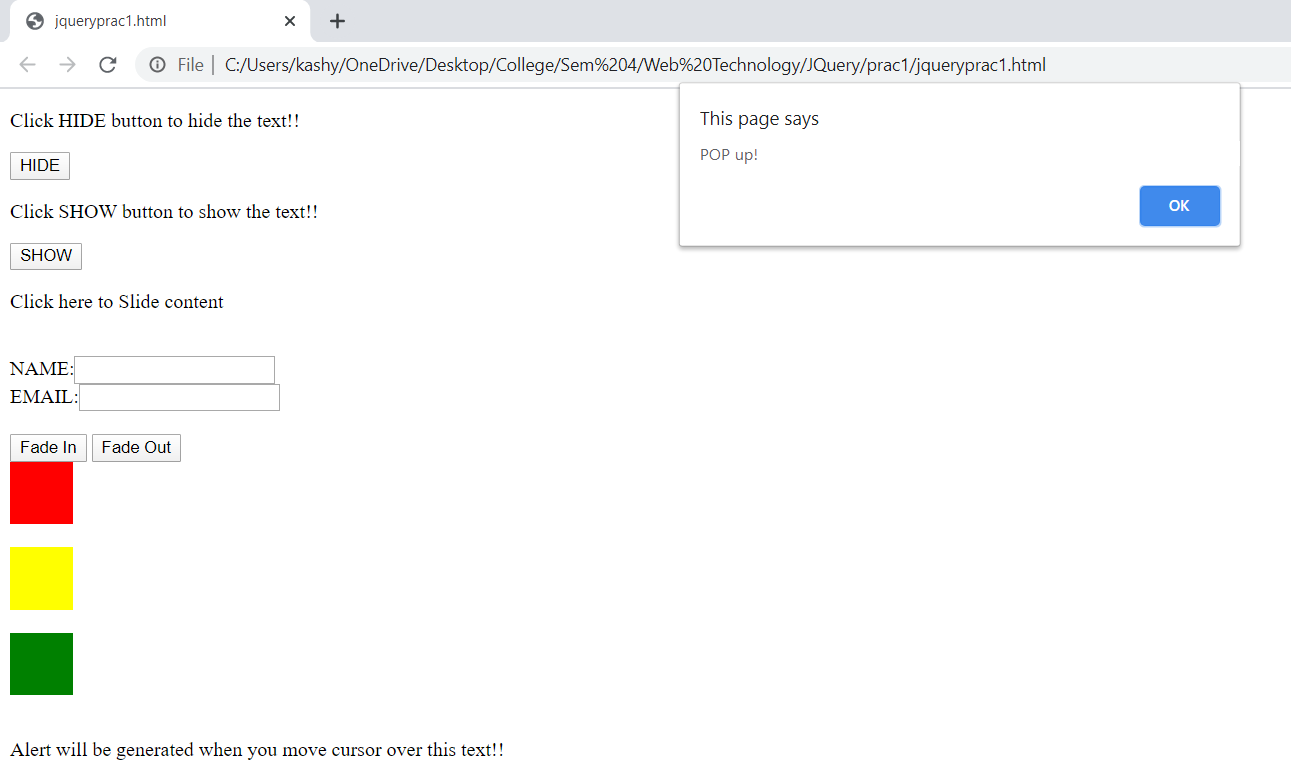 jqueryprac1.html
File | C:/Users/kashy/OneDrive/Desktop/College/Sem%204/Web%20Technology/JQuery/prac1/jqueryprac1.html
This page says
POP up!
OK
Click HIDE button to hide the text!!
HIDE
Click SHOW button to show the text!!
SHOW
Click here to Slide content
NAME:
EMAIL:
Fade In Fade Out
Alert will be generated when you move cursor over this text!!